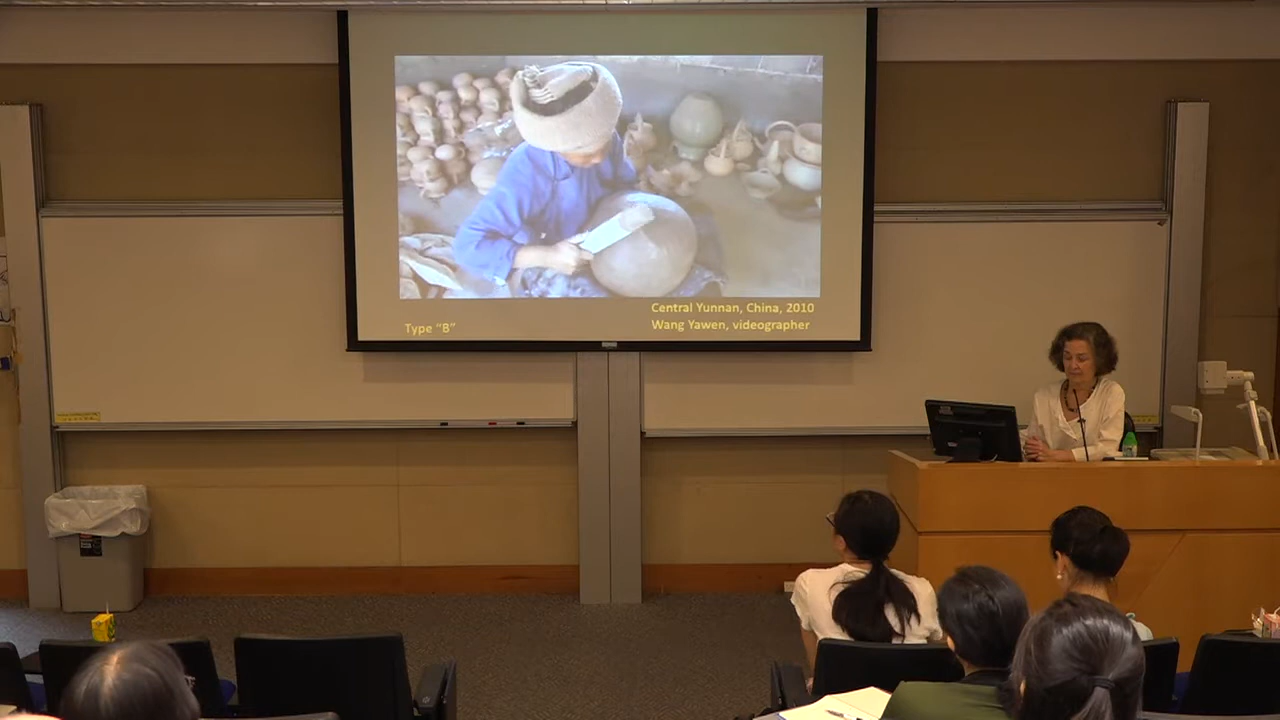 Central Yunnan, China, 2010
Type "B"
Wang Yawen, videographer